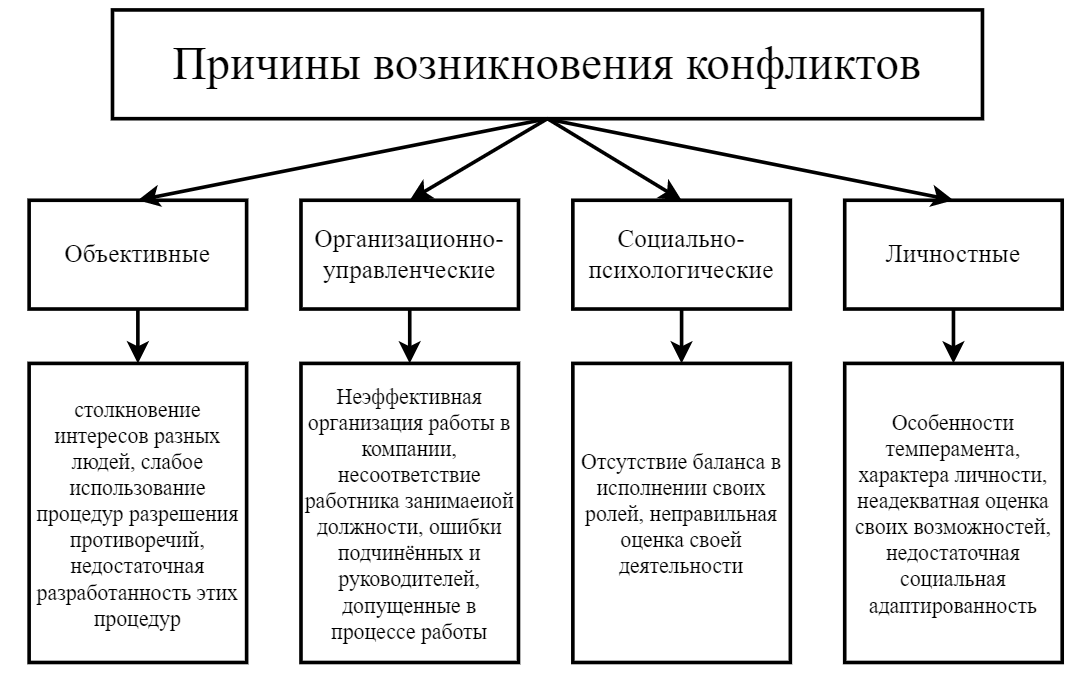 Причины возникновения конфликтов
Объективные
Организационно-
управленческие
Социально-
психологические
Личностные
столкновение
интересов разных
людей, слабое
использование
процедур разрешения
противоречий,
недостаточная
разработанность этих
процедур
Неэффективная
организация работы в
компании,
несоответствие
работника занимаеиой
должности, ошибки
подчинённых и
руководителей,
допущенные в
процессе работы
Отсутствие баланса в
исполнении своих
ролей, неправильная
оценка своей
деятельности
Особенности
темперамента,
характера личности,
неадекватная оценка
своих возможностей,
недостаточная
социальная
адаптированность